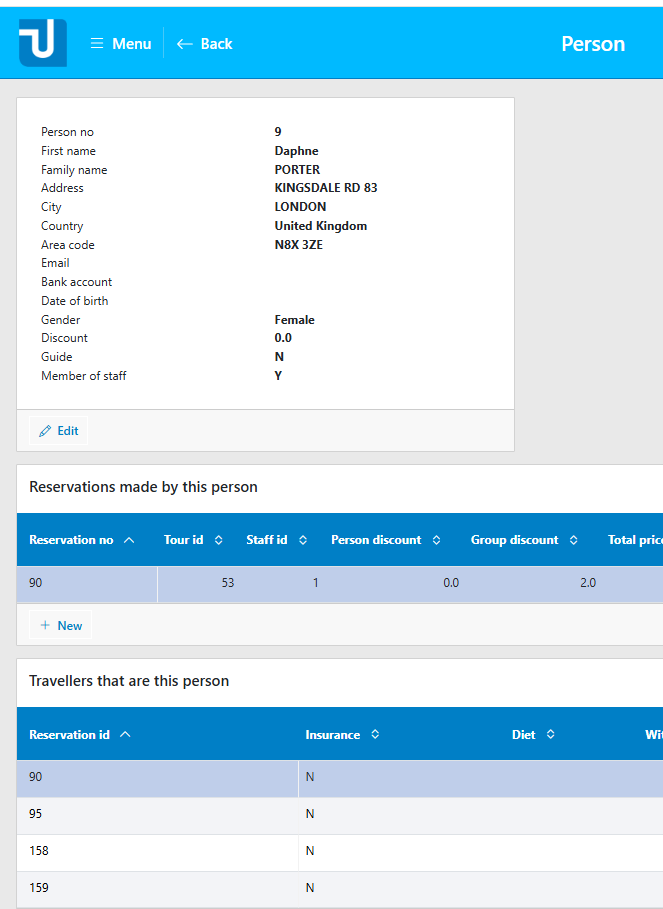 Menu Back Person
Person no 9
First name Daphne
Family name PORTER
Address KINGSDALE RD 83
City LONDON
Country United Kingdom
Area code N8X 3ZE
Email
Bank account
Date of birth
Gender Female
Discount 0.0
Guide N
Member of staff Y
Edit
Reservations made by this person
Reservation no Tour id Staff id Person discount Group discount Total
90 53 1 0.0 2.0
+ New
Travellers that are this person
Reservation id Insurance Diet
90 N
95 N
158 N
159 N